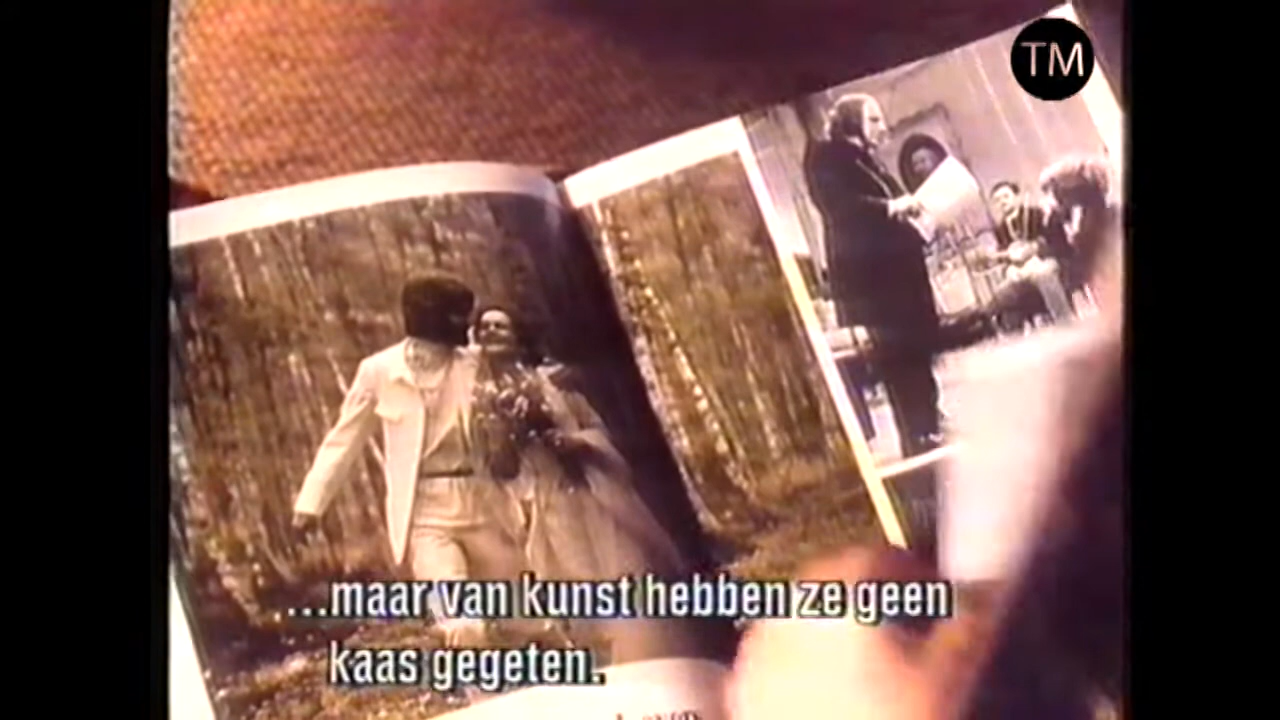 TM
...maar van kunst hebben ze geen
kaas gegeten.